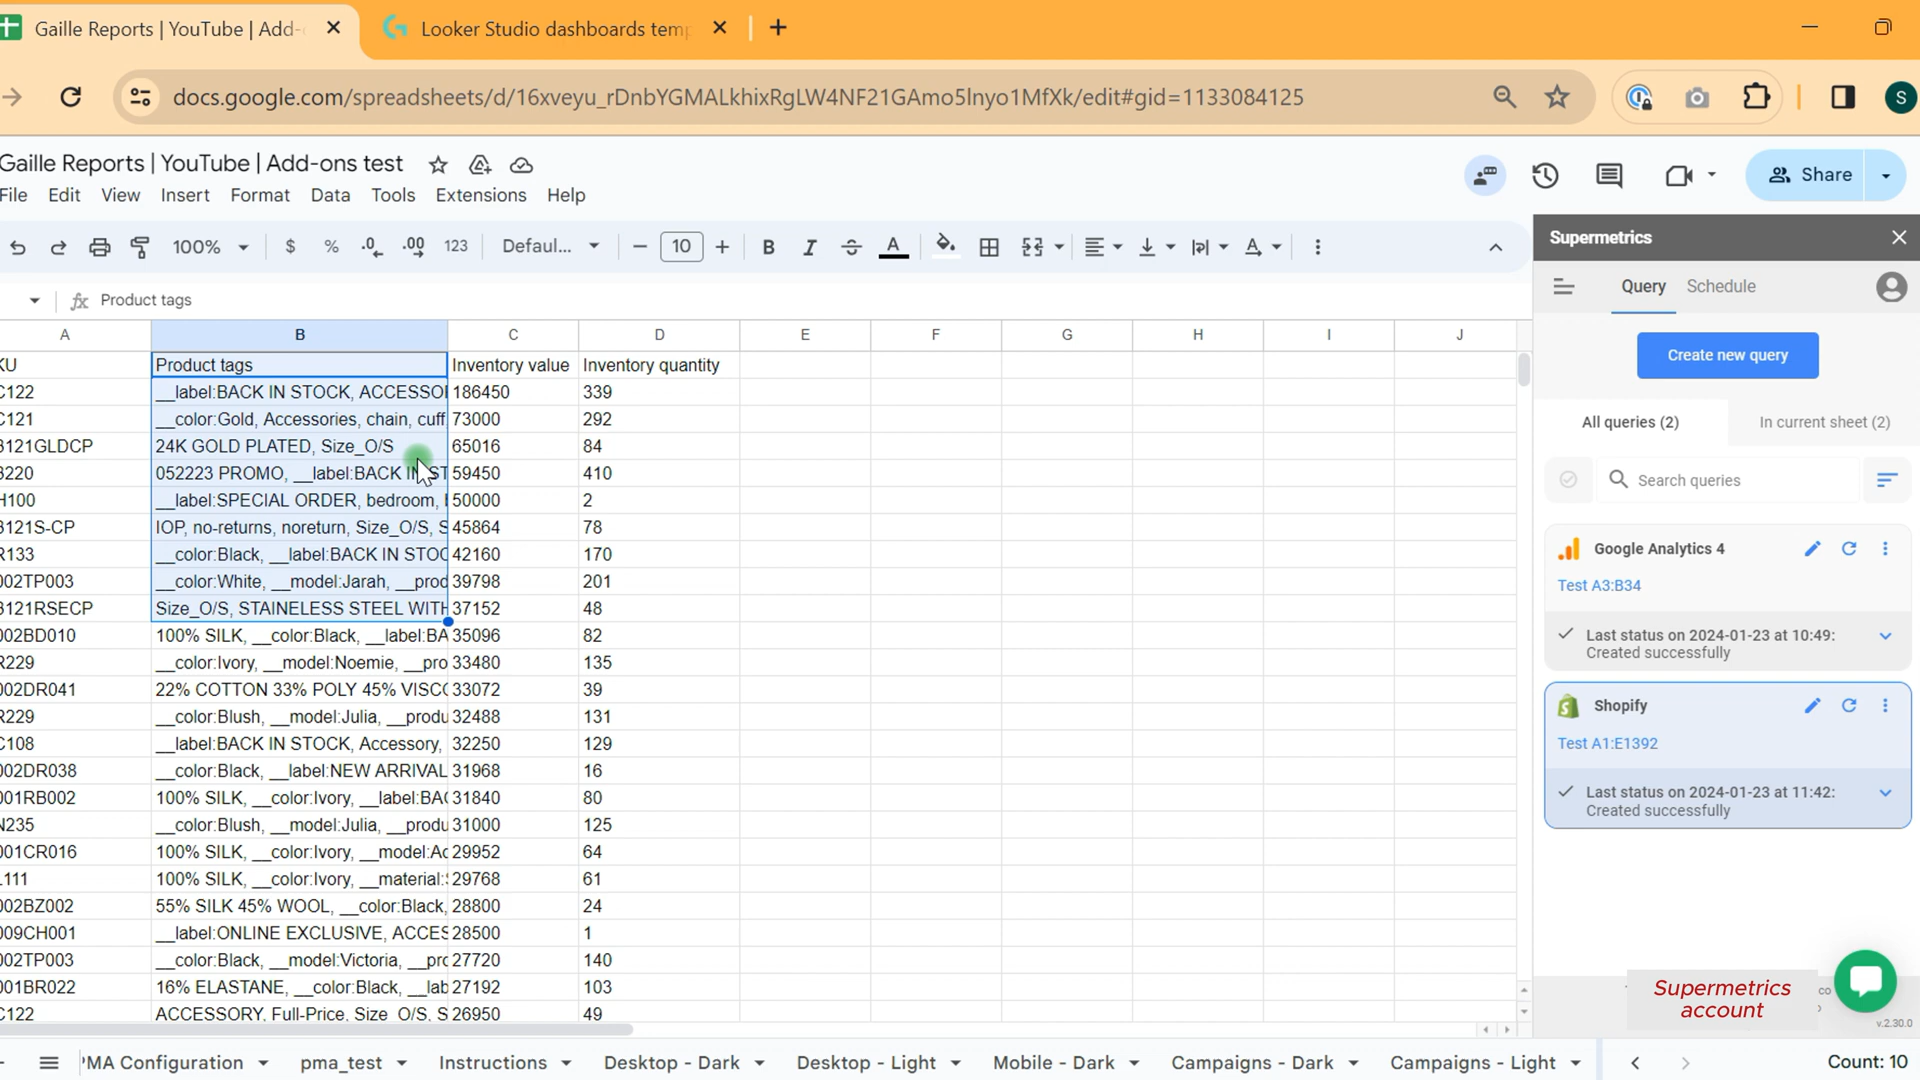 Gaille Reports | YouTube | Add-
Looker Studio dashboards temp
docs.google.com/spreadsheets/d/16xveyu_rDnbYGMALkhixRgLW4NF21GAmo5lnyo1MfXk/edit#gid=1133084125
S
Gaille Reports | YouTube | Add-ons test
File Edit View Insert Format Data Tools Extensions Help
Share
100% $ % .0 .00 123 Defaul... 10 B I A
Product tags
Supermetrics
Query Schedule
Create new query
All queries (2) In current sheet (2)
Search queries
Google Analytics 4
Test A3:B34
Last status on 2024-01-23 at 10:49:
Created successfully
Shopify
Test A1:E1392
Last status on 2024-01-23 at 11:42:
Created successfully
A B C D E F G H I J
KU Product tags Inventory value Inventory quantity
C122 __label:BACK IN STOCK, ACCESSOR 186450 339
C121 __color:Gold, Accessories, chain, cuff, 73000 292
3121GLDCP 24K GOLD PLATED, Size_O/S 65016 84
3220 052223 PROMO, __label:BACK IN ST 59450 410
H100 __label:SPECIAL ORDER, bedroom, 50000 2
3121S-CP IOP, no-returns, noreturn, Size_O/S, S 45864 78
R133 __color:Black, __label:BACK IN STOC 42160 170
002TP003 __color:White, __model:Jarah, __prod 39798 201
3121RSECP Size_O/S, STAINELESS STEEL WITH 37152 48
002BD010 100% SILK, __color:Black, __label:BA 35096 82
R229 __color:Ivory, __model:Noemie, __pro 33480 135
002DR041 22% COTTON 33% POLY 45% VISCO 33072 39
R229 __color:Blush, __model:Julia, __produ 32488 131
C108 __label:BACK IN STOCK, Accessory, 32250 129
002DR038 __color:Black, __label:NEW ARRIVAL 31968 16
001RB002 100% SILK, __color:Ivory, __label:BAC 31840 80
N235 __color:Blush, __model:Julia, __produ 31000 125
001CR016 100% SILK, __color:Ivory, __model:Ad 29952 64
L111 100% SILK, __color:Ivory, __material: 29768 61
002BZ002 55% SILK 45% WOOL, __color:Black, 28800 24
009CH001 __label:ONLINE EXCLUSIVE, ACCES 28500 1
002TP003 __color:Black, __model:Victoria, __pro 27720 140
001BR022 16% ELASTANE, __color:Black, __lab 27192 103
C122 ACCESSORY, Full-Price, Size_O/S, S 26950 49
Supermetrics
account
v.2.30.0
PMA Configuration pma_test Instructions Desktop - Dark Desktop - Light Mobile - Dark Campaigns - Dark Campaigns - Light Count: 10